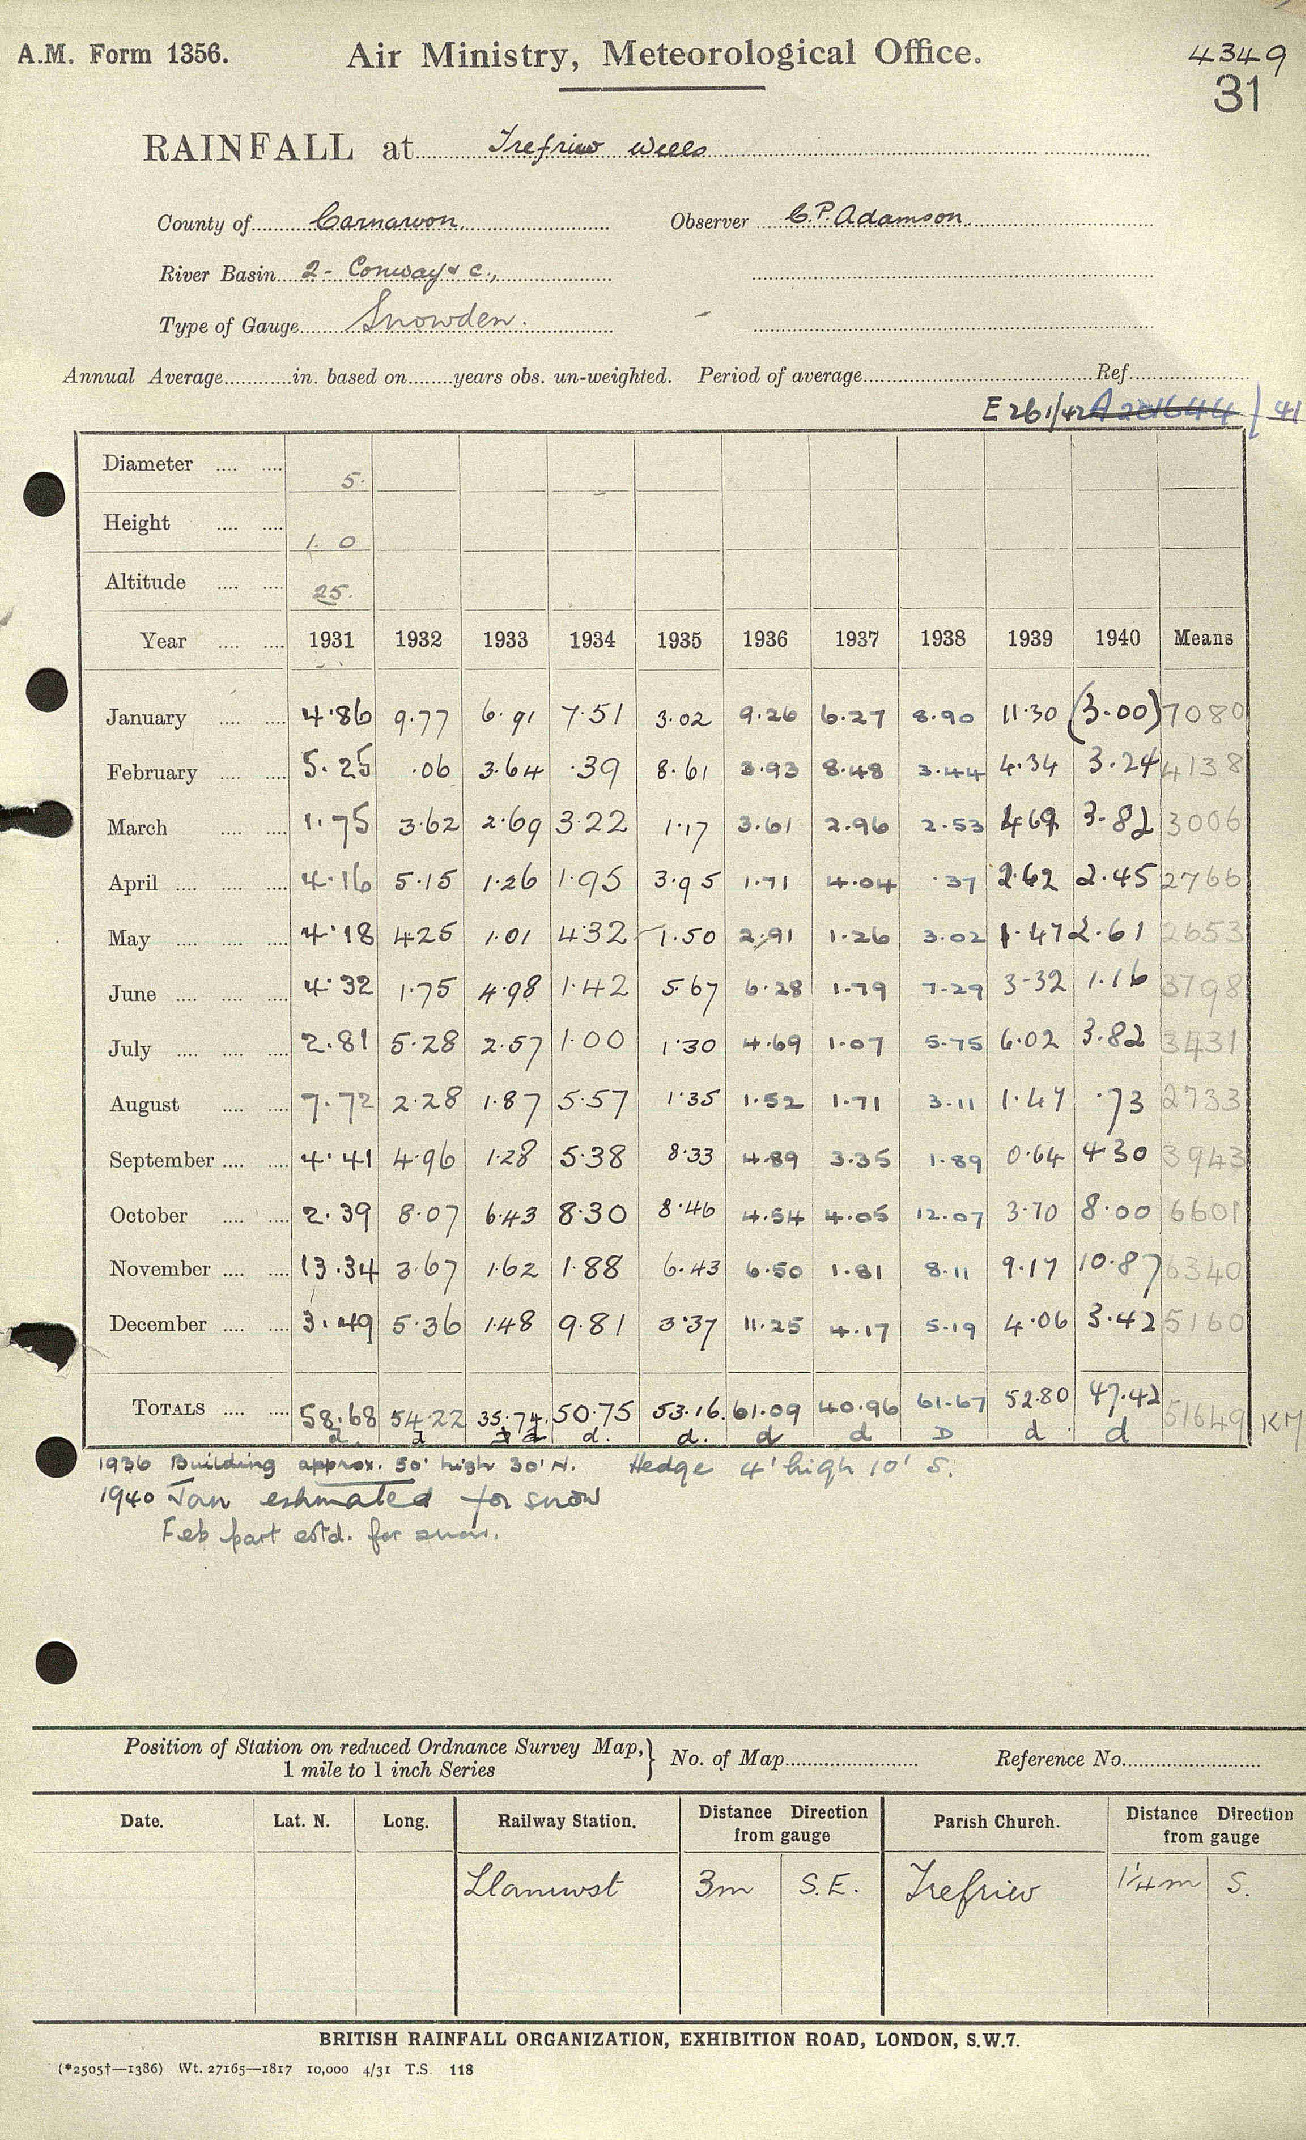 A.M. Form 1356.
Air Ministry, Meteorological Office.
4349
31
RAINFALL at Trefriw Wells
County of Carnarvon. Observer C.P. Adamson.
River Basin 2- Conway & c.,
Type of Gauge Snowden.
Annual Average in. based on years obs. un-weighted. Period of average Ref.
E 261/42 A 201644 / 41
Diameter 5.
Height 1. 0
Altitude 25.
Year 1931 1932 1933 1934 1935 1936 1937 1938 1939 1940 Means
January 4.86 9.77 6.91 7.51 3.02 9.26 6.27 8.90 11.30 (3.00) 7080
February 5.25 .06 3.64 .39 8.61 3.93 8.48 3.44 4.34 3.24 4138
March 1.75 3.62 2.69 3.22 1.17 3.61 2.96 2.53 4.69 3.82 3006
April 4.16 5.15 1.26 1.95 3.95 1.71 4.04 .37 2.62 2.45 2766
May 4.18 4.25 1.01 4.32 1.50 2.91 1.26 3.02 1.47 2.61 2653
June 4.32 1.75 4.98 1.42 5.67 6.28 1.79 7.29 3.32 1.16 3798
July 2.81 5.28 2.57 1.00 1.30 4.69 1.07 5.75 6.02 3.82 3431
August 7.72 2.28 1.87 5.57 1.35 1.52 1.71 3.11 1.47 .73 2733
September 4.41 4.96 1.28 5.38 8.33 4.89 3.35 1.89 0.64 4.30 3943
October 2.39 8.07 6.43 8.30 8.46 4.54 4.05 12.07 3.70 8.00 6601
November 13.34 3.67 1.62 1.88 6.43 6.50 1.81 8.11 9.17 10.87 6340
December 3.49 5.36 1.48 9.81 3.37 11.25 4.17 5.19 4.06 3.42 5160
TOTALS 58.68 54.22 35.74 50.75 53.16 61.09 40.96 61.67 52.80 47.42 51649 KM
d. d d d. d. d d D d d
1936 Building approx. 50' high 30' N. Hedge 4' high 10' S.
1940 Jan estimated for snow
Feb part estd. for snow.
Position of Station on reduced Ordnance Survey Map, 1 mile to 1 inch Series } No. of Map Reference No.
Date. Lat. N. Long. Railway Station. Distance Direction from gauge Parish Church. Distance Direction from gauge
Llanrwst 3m S.E. Trefriw 1/4m S.
BRITISH RAINFALL ORGANIZATION, EXHIBITION ROAD, LONDON, S.W.7.
(*2505†—1386) Wt. 27165—1817 10,000 4/31 T.S. 118